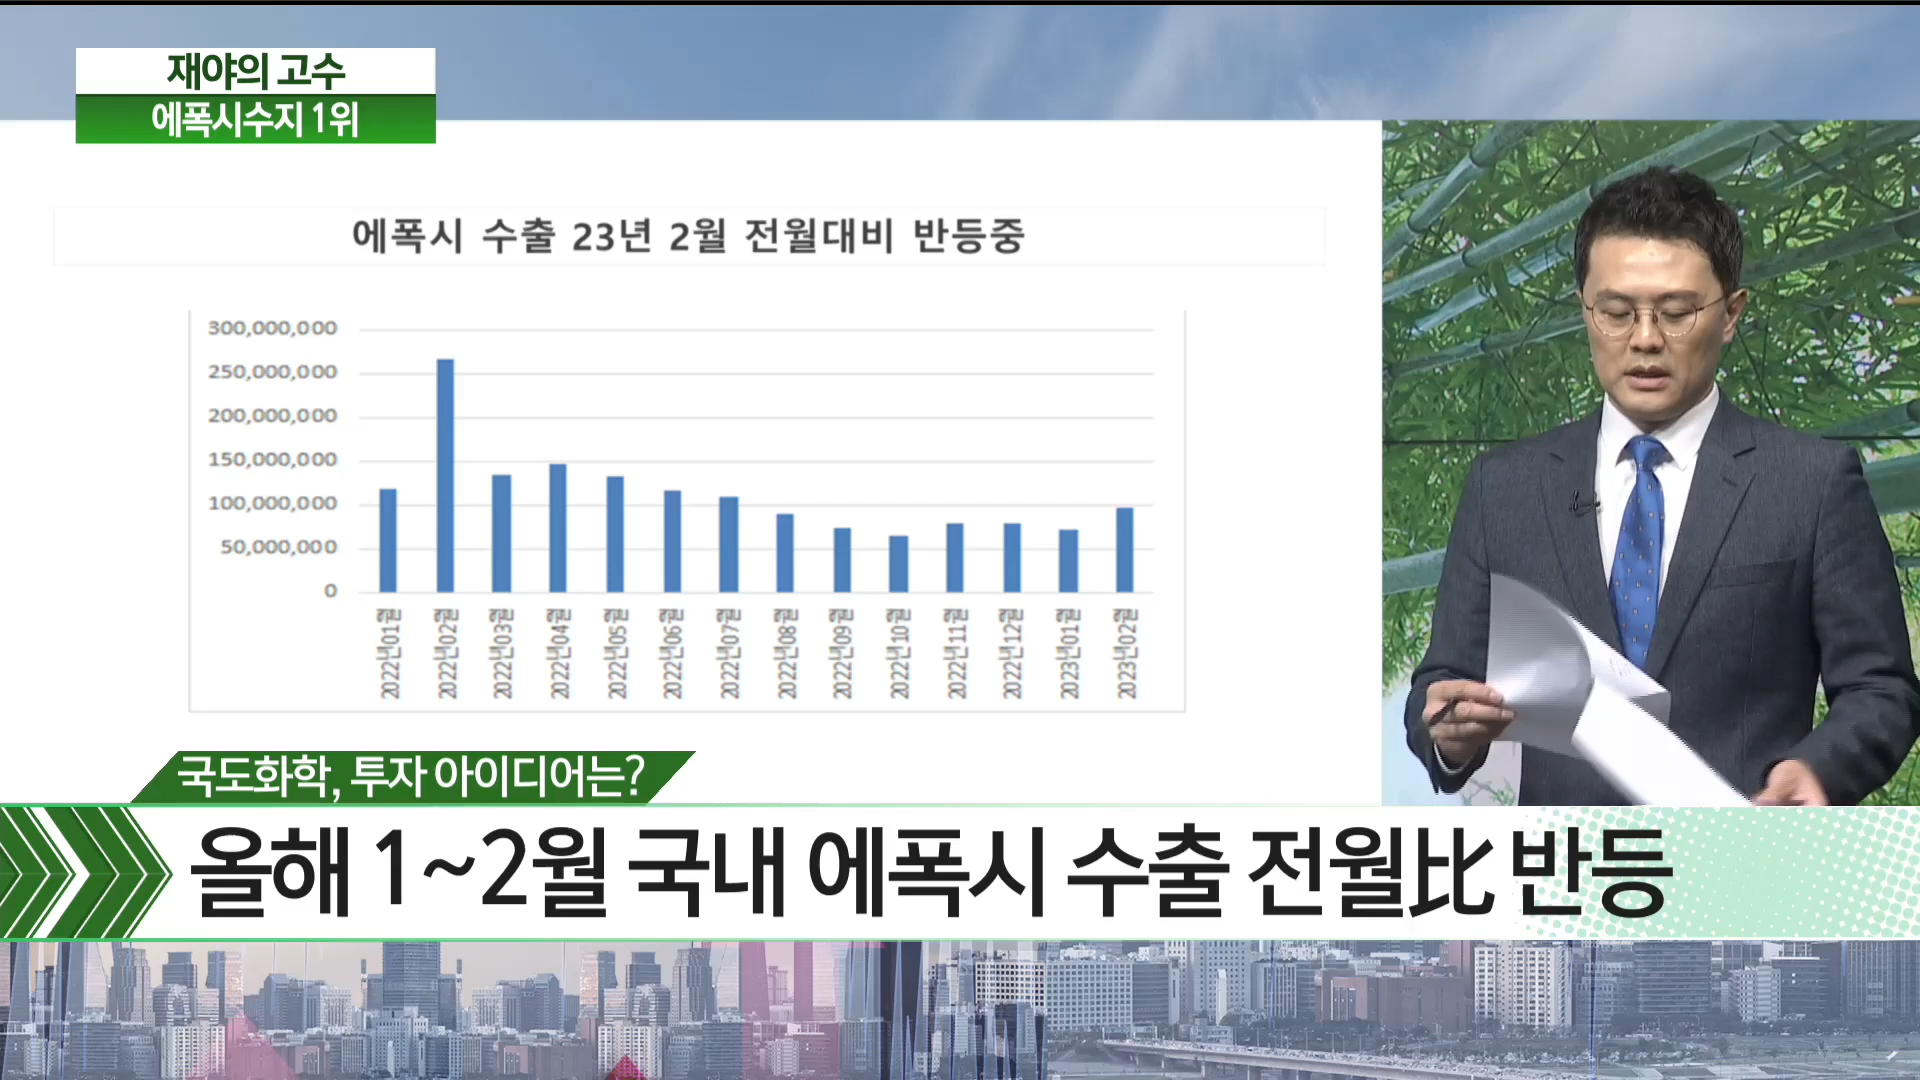 재야의 고수
에폭시수지 1위
에폭시 수출 23년 2월 전월대비 반등중
300,000,000
250,000,000
200,000,000
150,000,000
100,000,000
50,000,000
0
2022년01월
2022년02월
2022년03월
2022년04월
2022년05월
2022년06월
2022년07월
2022년08월
2022년09월
2022년10월
2022년11월
2022년12월
2023년01월
2023년02월
국도화학, 투자 아이디어는?
올해 1~2월 국내 에폭시 수출 전월比 반등